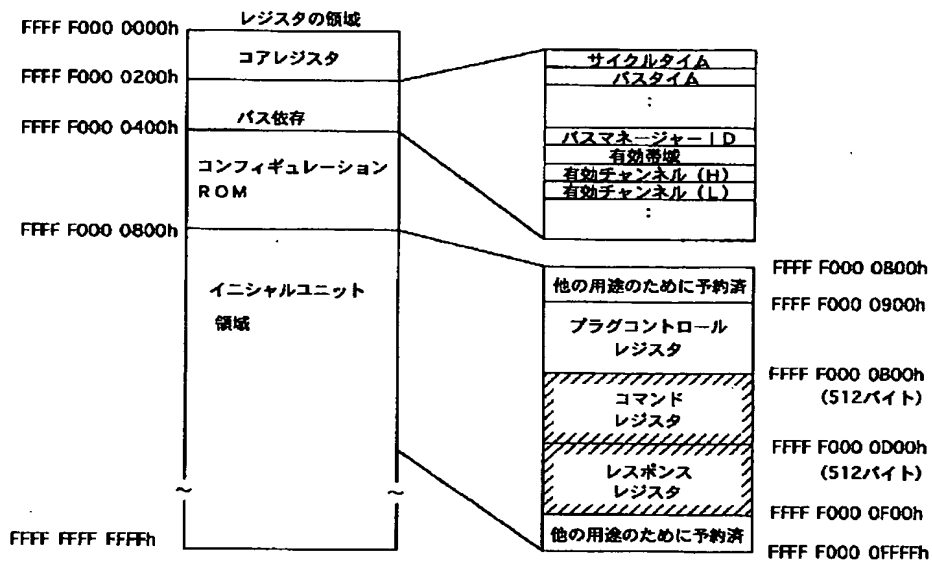 レジスタの領域
FFFF F000 0000h
コアレジスタ
FFFF F000 0200h
バス依存
FFFF F000 0400h
コンフィギュレーション
ROM
FFFF F000 0800h
イニシャルユニット
領域
~
~
FFFF FFFF FFFFh
サイクルタイム
バスタイム
:
バスマネージャーID
有効帯域
有効チャンネル(H)
有効チャンネル(L)
:
他の用途のために予約済
プラグコントロール
レジスタ
コマンド
レジスタ
レスポンス
レジスタ
他の用途のために予約済
FFFF F000 0800h
FFFF F000 0900h
FFFF F000 0B00h
(512バイト)
FFFF F000 0D00h
(512バイト)
FFFF F000 0F00h
FFFF F000 0FFFFh